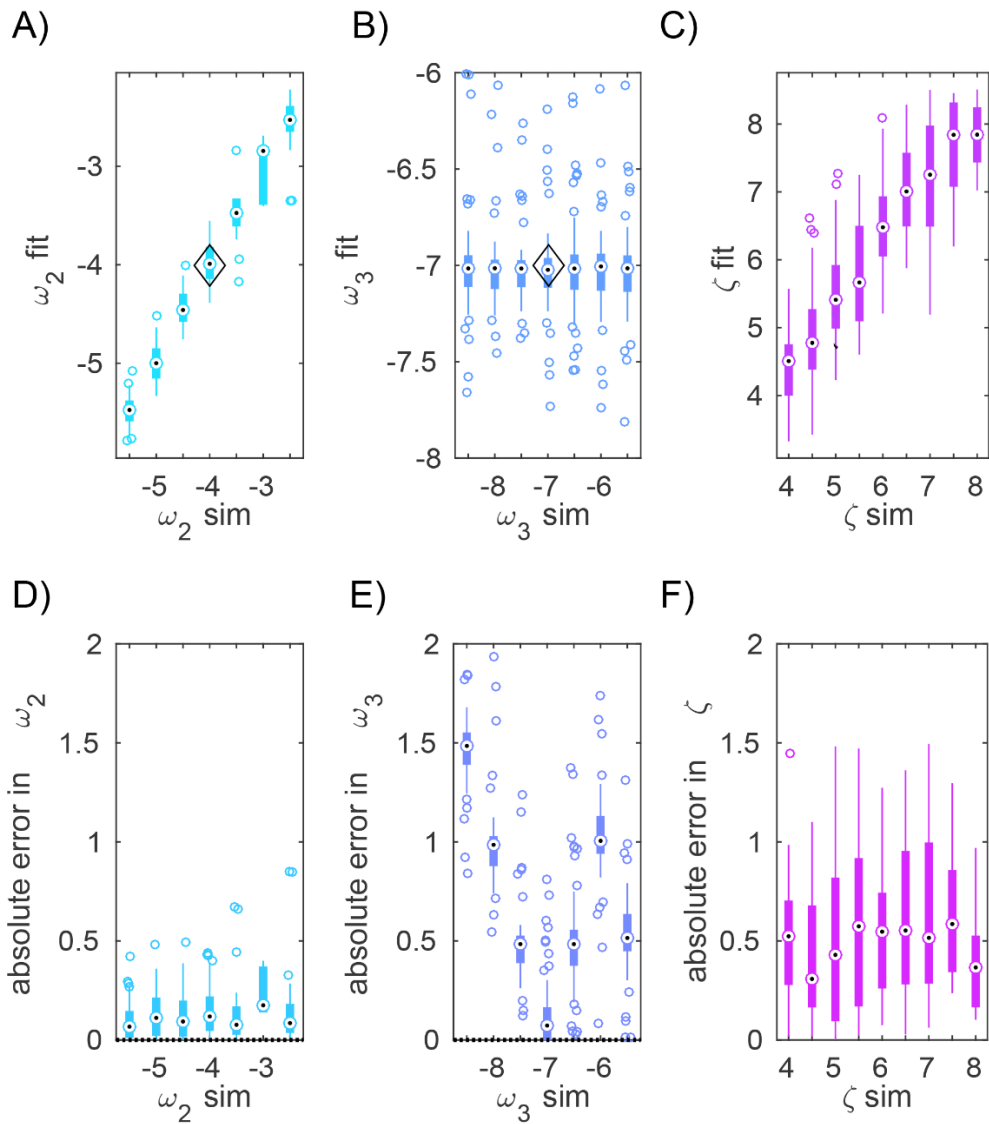 A)
B)
C)
ω2 fit
-3
-4
-5
-5 -4 -3
ω2 sim
ω3 fit
-6
-6.5
-7
-7.5
-8
-8 -7 -6
ω3 sim
ζ fit
8
7
6
5
4
4 5 6 7 8
ζ sim
D)
E)
F)
absolute error in ω2
2
1.5
1
0.5
0
-5 -4 -3
ω2 sim
absolute error in ω3
2
1.5
1
0.5
0
-8 -7 -6
ω3 sim
absolute error in ζ
2
1.5
1
0.5
0
4 5 6 7 8
ζ sim